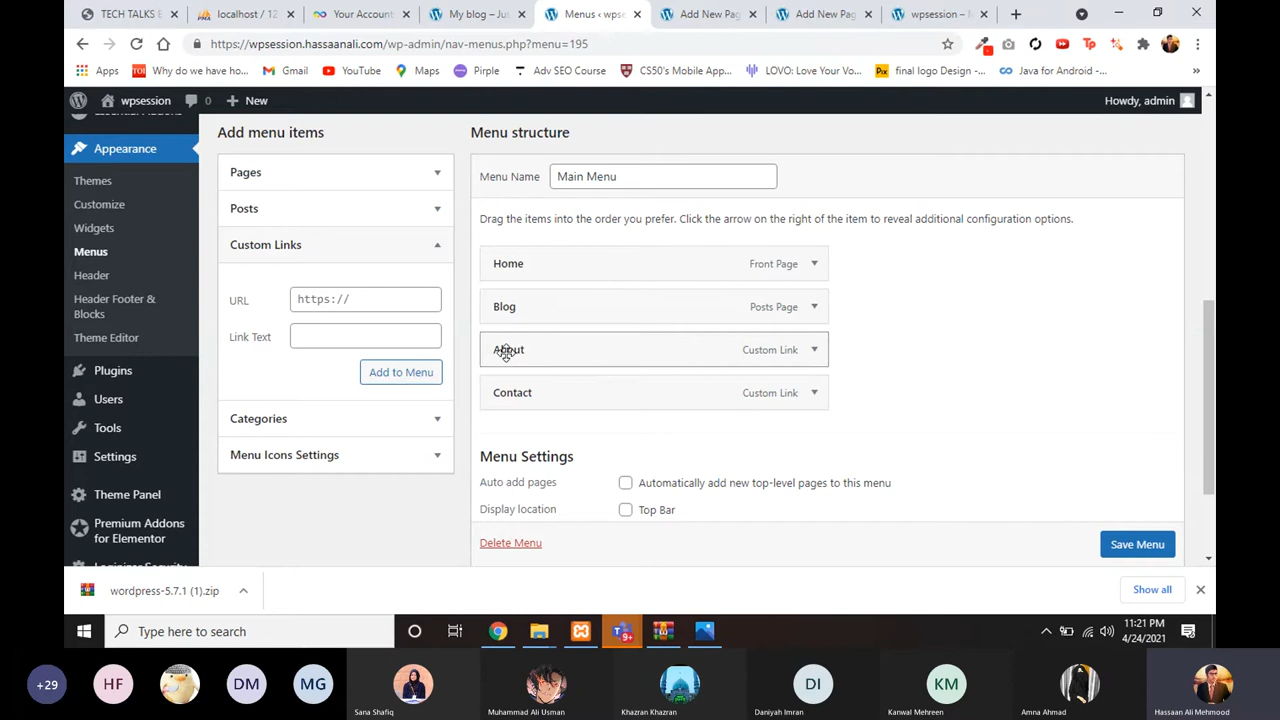 TECH TALKS E
localhost / 12
Your Account
My blog – Jus
Menus ‹ wpse
Add New Pag
Add New Pag
wpsession – 
https://wpsession.hassaanali.com/wp-admin/nav-menus.php?menu=195
Apps
TOI
Why do we have ho...
Gmail
YouTube
Maps
Pirple
Adv SEO Course
CS50's Mobile App...
LOVO: Love Your Vo...
Pix
final logo Design -...
Java for Android -...
wpsession
0
New
Howdy, admin
Appearance
Themes
Customize
Widgets
Menus
Header
Header Footer &
Blocks
Theme Editor
Plugins
Users
Tools
Settings
Theme Panel
Premium Addons
for Elementor
Add menu items
Pages
Posts
Custom Links
URL
https://
Link Text
Add to Menu
Categories
Menu Icons Settings
Menu structure
Menu Name
Main Menu
Drag the items into the order you prefer. Click the arrow on the right of the item to reveal additional configuration options.
Home
Front Page
Blog
Posts Page
About
Custom Link
Contact
Custom Link
Menu Settings
Auto add pages
Automatically add new top-level pages to this menu
Display location
Top Bar
Delete Menu
Save Menu
wordpress-5.7.1 (1).zip
Show all
Type here to search
9+
11:21 PM
4/24/2021
+29
HF
DM
MG
Sana Shafiq
Muhammad Ali Usman
Khazran Khazran
DI
Daniyah Imran
KM
Kanwal Mehreen
Amna Ahmad
Hassaan Ali Mehmood